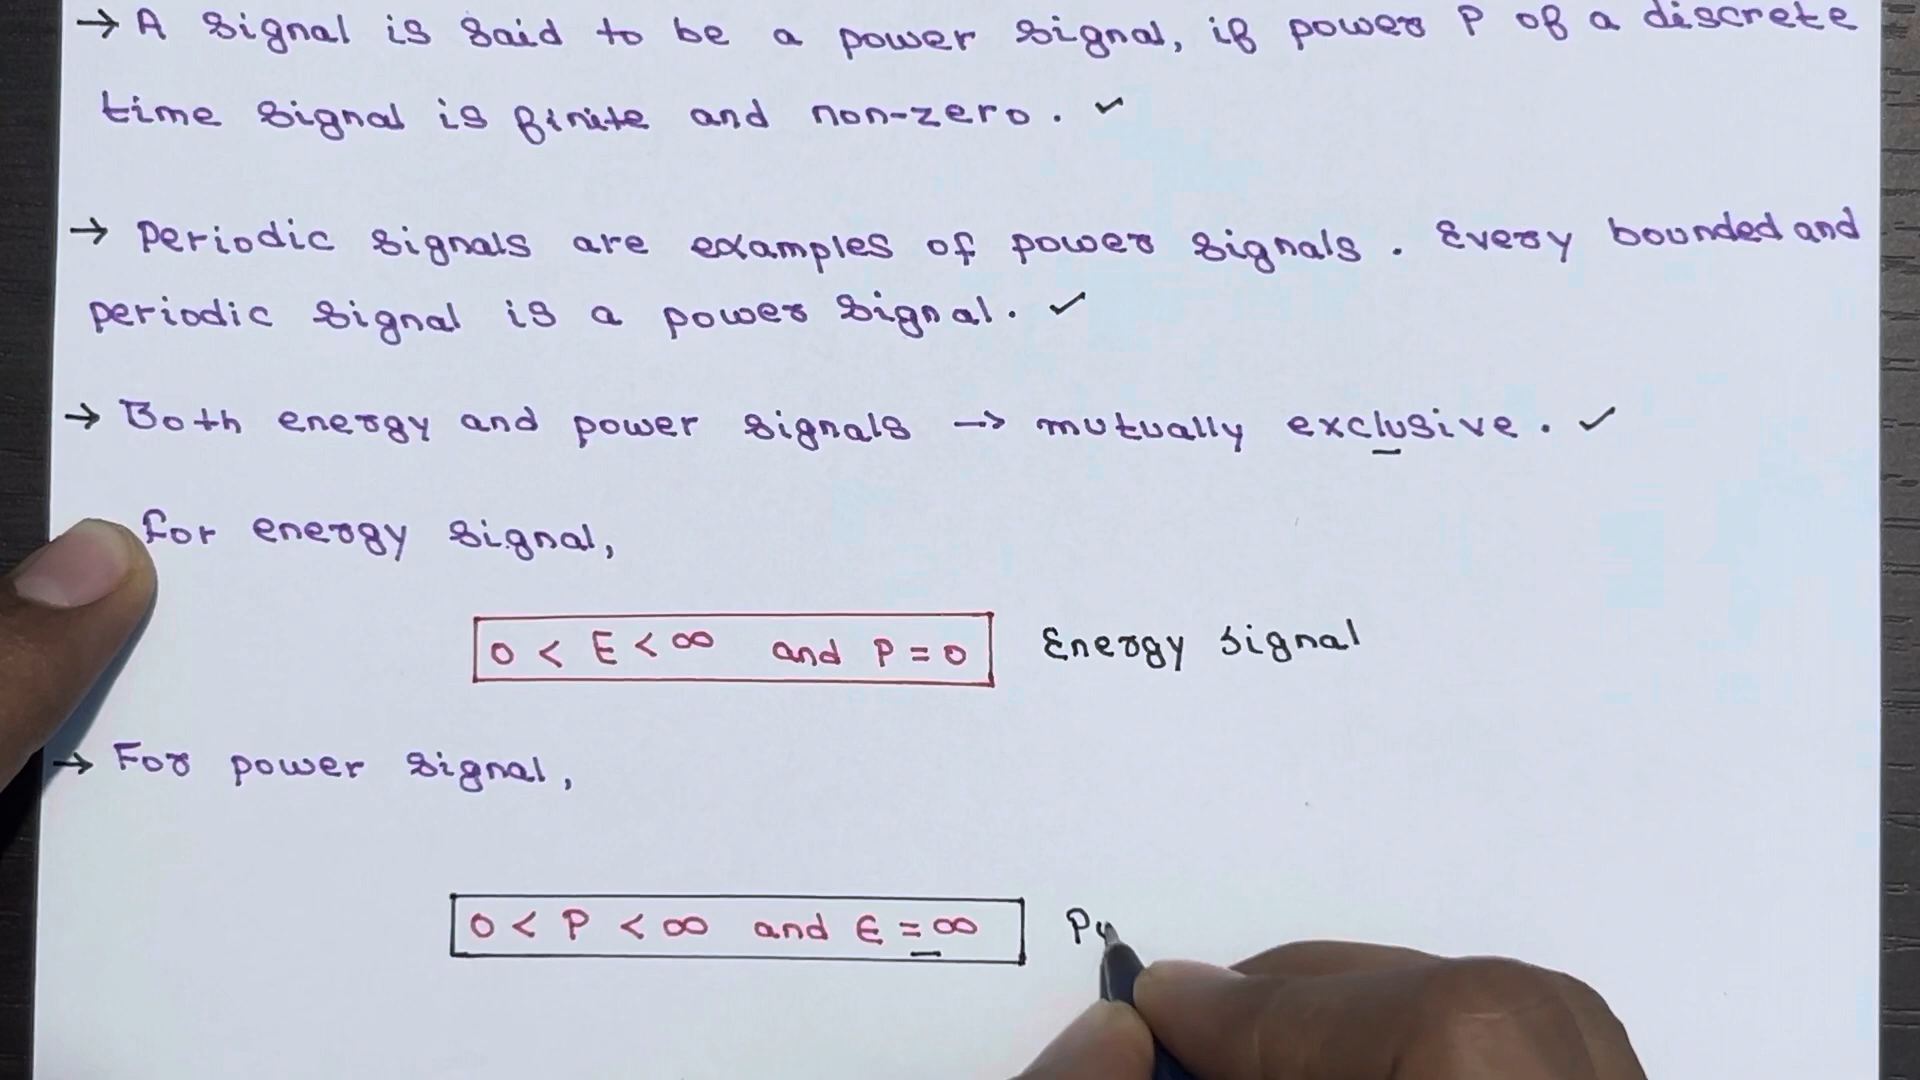 → A signal is said to be a power signal, if power P of a discrete
time signal is finite and non-zero. ✓
→ Periodic signals are examples of power signals. Every bounded and
periodic signal is a power signal. ✓
→ Both energy and power signals → mutually exclusive. ✓
For energy signal,
0 < E < ∞ and P = 0 Energy signal
→ For power signal,
0 < P < ∞ and E = ∞